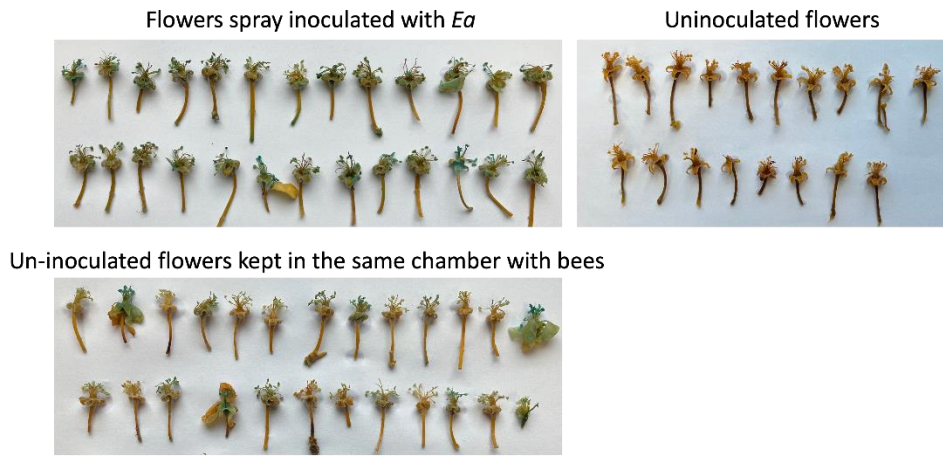 Flowers spray inoculated with Ea
Uninoculated flowers
Un-inoculated flowers kept in the same chamber with bees